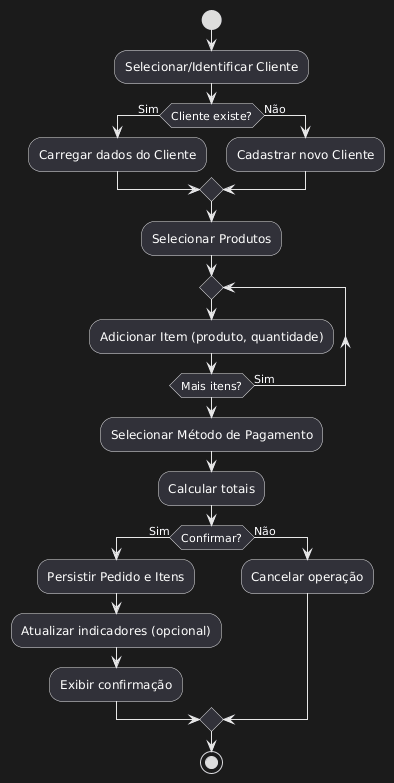 Selecionar/Identificar Cliente
Sim
Cliente existe?
Não
Carregar dados do Cliente
Cadastrar novo Cliente
Selecionar Produtos
Adicionar Item (produto, quantidade)
Mais itens?
Sim
Selecionar Método de Pagamento
Calcular totais
Sim
Confirmar?
Não
Persistir Pedido e Itens
Cancelar operação
Atualizar indicadores (opcional)
Exibir confirmação